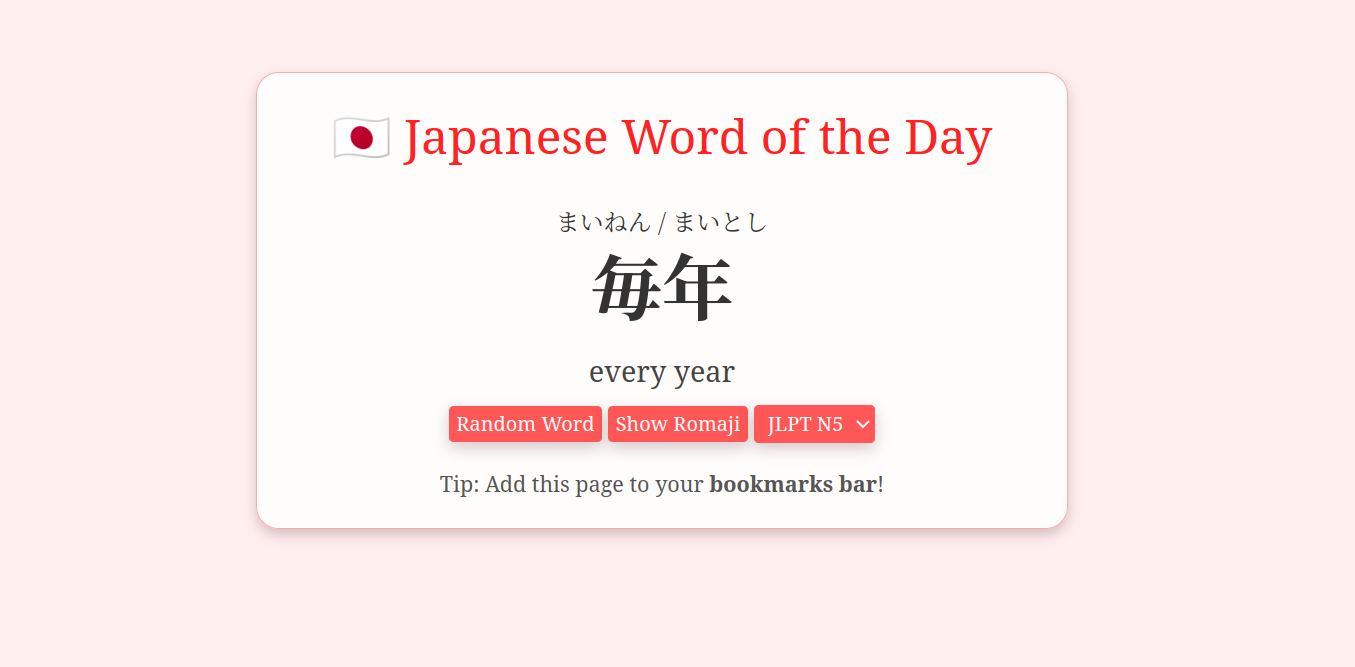 🇯🇵 Japanese Word of the Day
まいねん / まいとし
毎年
every year
Random Word Show Romaji JLPT N5
Tip: Add this page to your bookmarks bar!